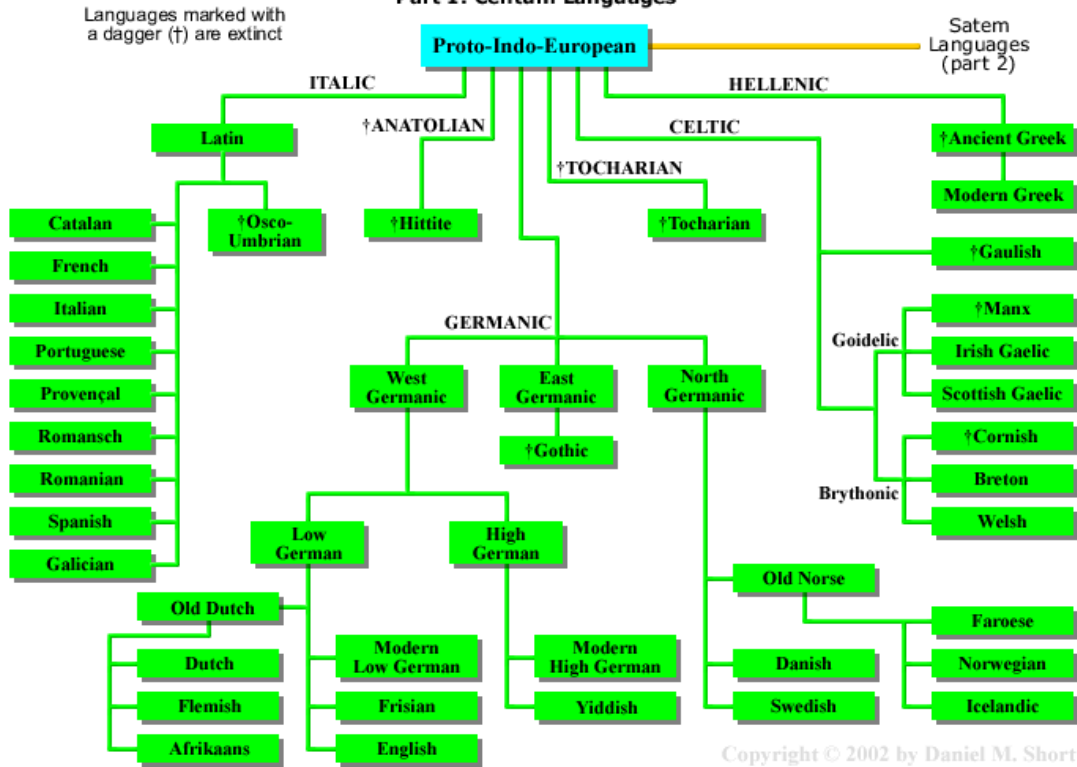 Part 1: Centum Languages
Languages marked with
a dagger (†) are extinct
Proto-Indo-European
Satem
Languages
(part 2)
ITALIC
HELLENIC
†ANATOLIAN
CELTIC
Latin
†Ancient Greek
†TOCHARIAN
Modern Greek
Catalan
†Osco-
Umbrian
†Hittite
†Tocharian
†Gaulish
French
Italian
†Manx
GERMANIC
Goidelic
Portuguese
Irish Gaelic
West
Germanic
East
Germanic
North
Germanic
Provençal
Scottish Gaelic
Romansch
†Gothic
†Cornish
Romanian
Breton
Brythonic
Spanish
Welsh
Low
German
High
German
Galician
Old Norse
Old Dutch
Faroese
Modern
Low German
Modern
High German
Dutch
Danish
Norwegian
Flemish
Frisian
Yiddish
Swedish
Icelandic
Afrikaans
English
Copyright © 2002 by Daniel M. Short